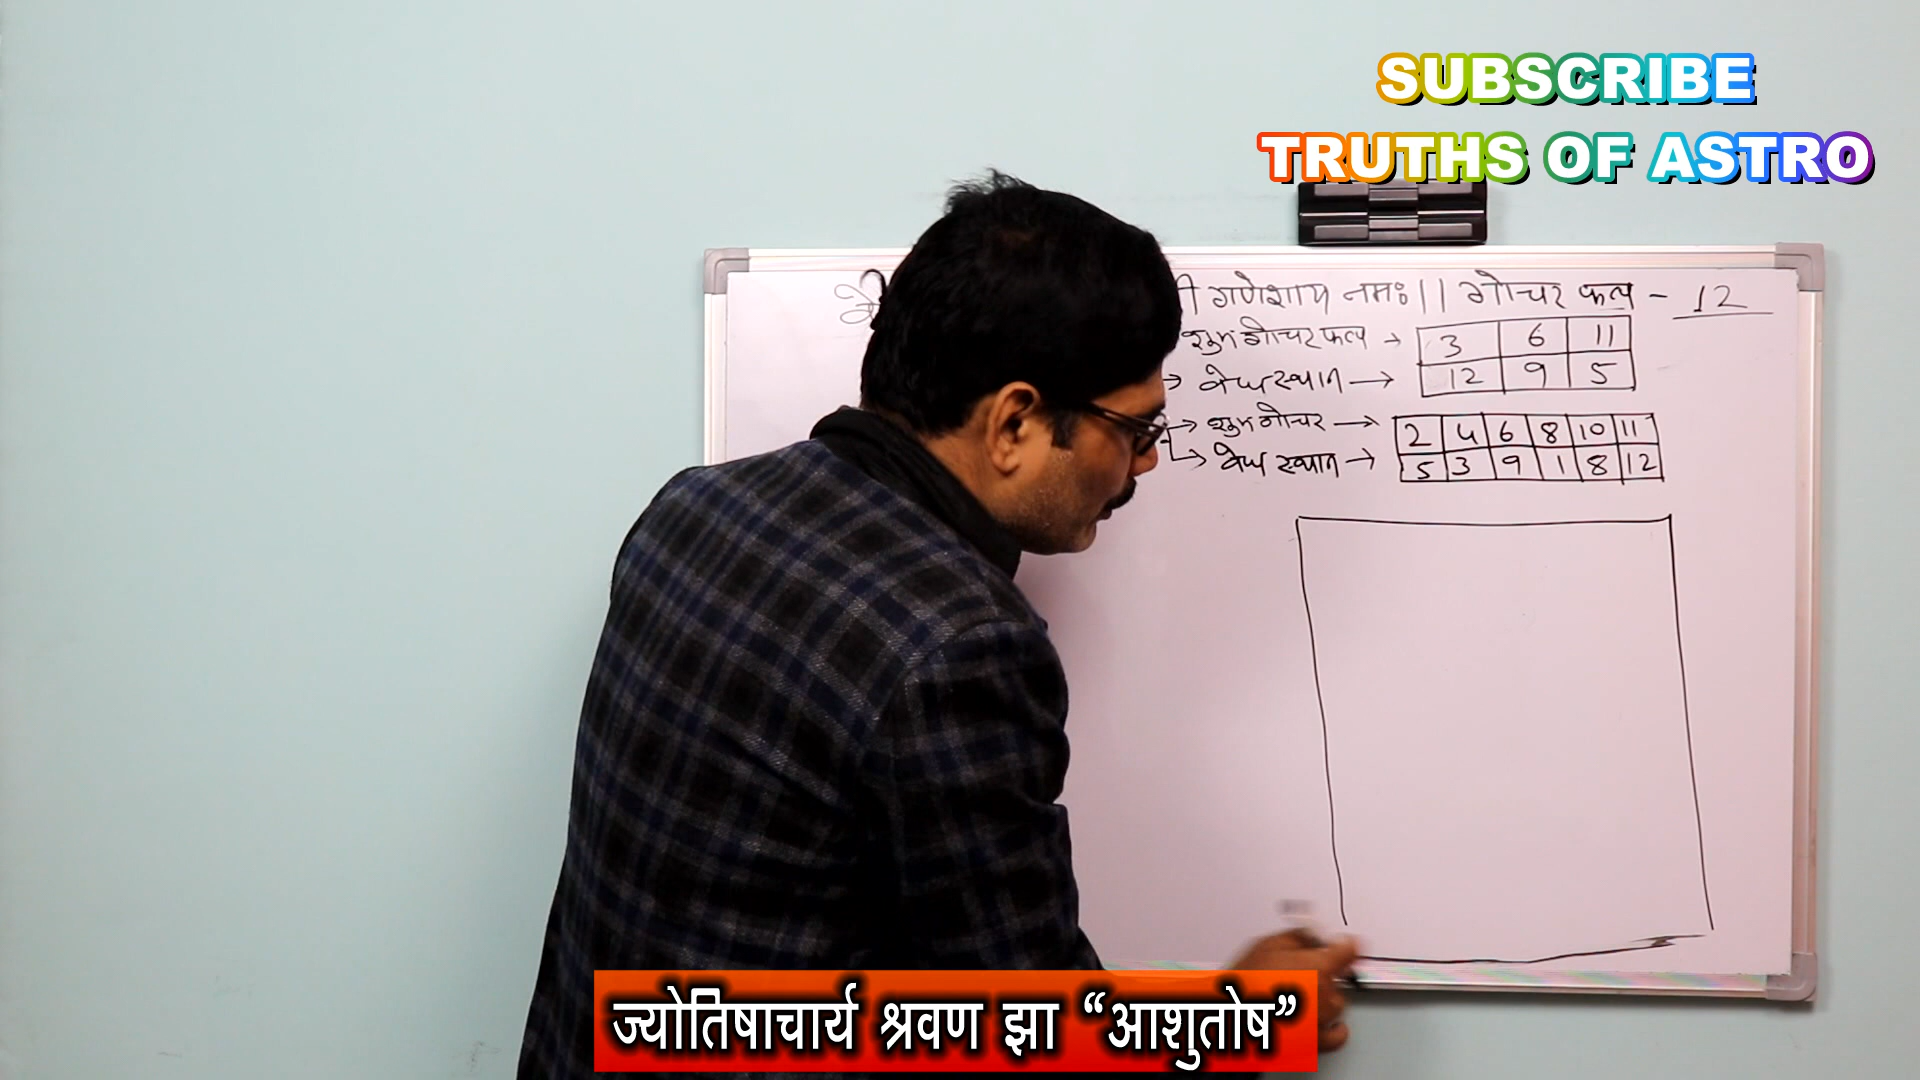 SUBSCRIBE
TRUTHS OF ASTRO
गणेशाय नमः || गोचर फल - 12
शुभ गोचर फल → 3 6 11
→ वेध स्थान → 12 9 5
→ शुभ गोचर → 2 4 6 8 10 11
→ वेध स्थान → 5 3 9 1 8 12
ज्योतिषाचार्य श्रवण झा “आशुतोष”